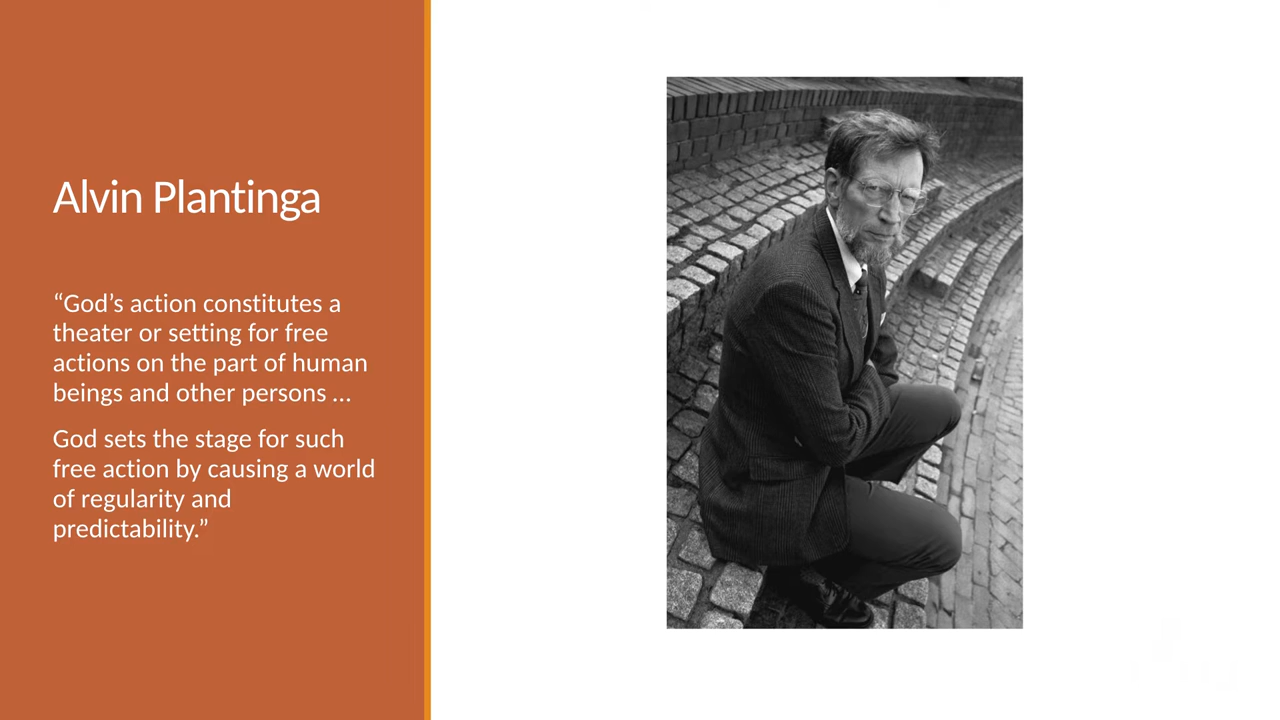 Alvin Plantinga
“God’s action constitutes a
theater or setting for free
actions on the part of human
beings and other persons …
God sets the stage for such
free action by causing a world
of regularity and
predictability.”